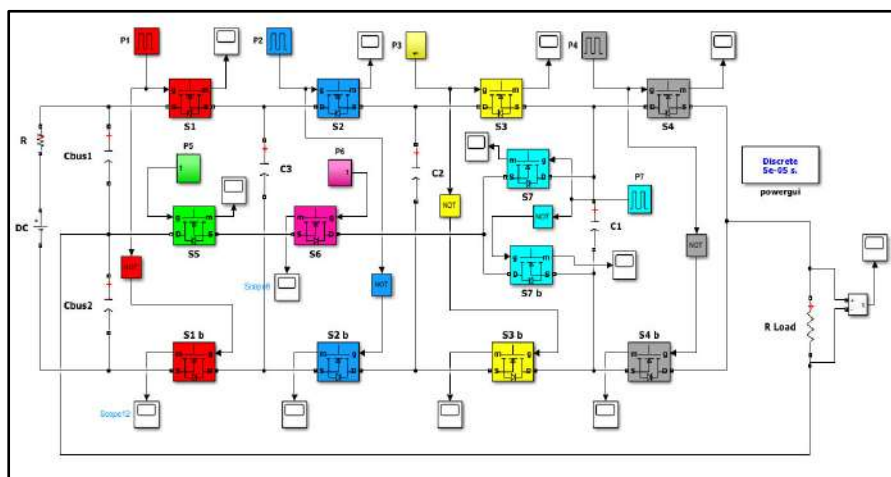 P1
P2
P3
P4
S1
S2
S3
S4
R
Cbus1
P5
C3
P6
C2
S7
P7
Discrete
5e-05 s.
powergui
NOT
C1
DC
S5
S6
NOT
NOT
NOT
NOT
S7 b
Scope6
Cbus2
R Load
S1 b
S2 b
S3 b
S4 b
Scope12